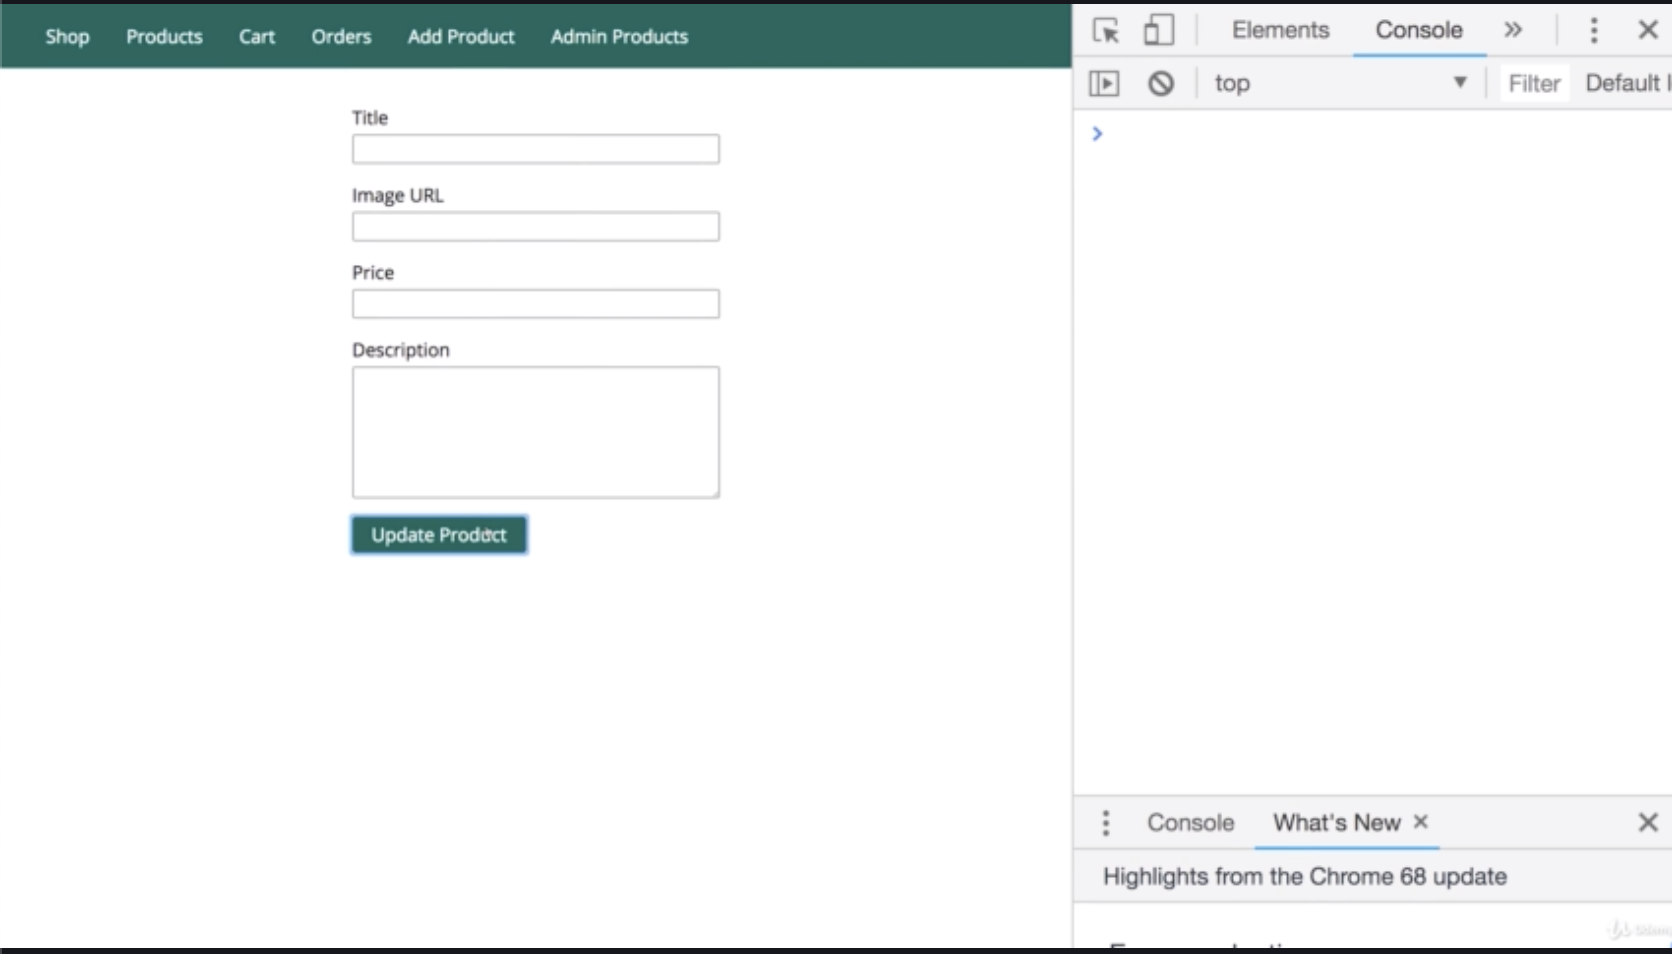 Shop Products Cart Orders Add Product Admin Products
Title
Image URL
Price
Description
Update Product
Elements Console
top Filter Default
Console What's New
Highlights from the Chrome 68 update